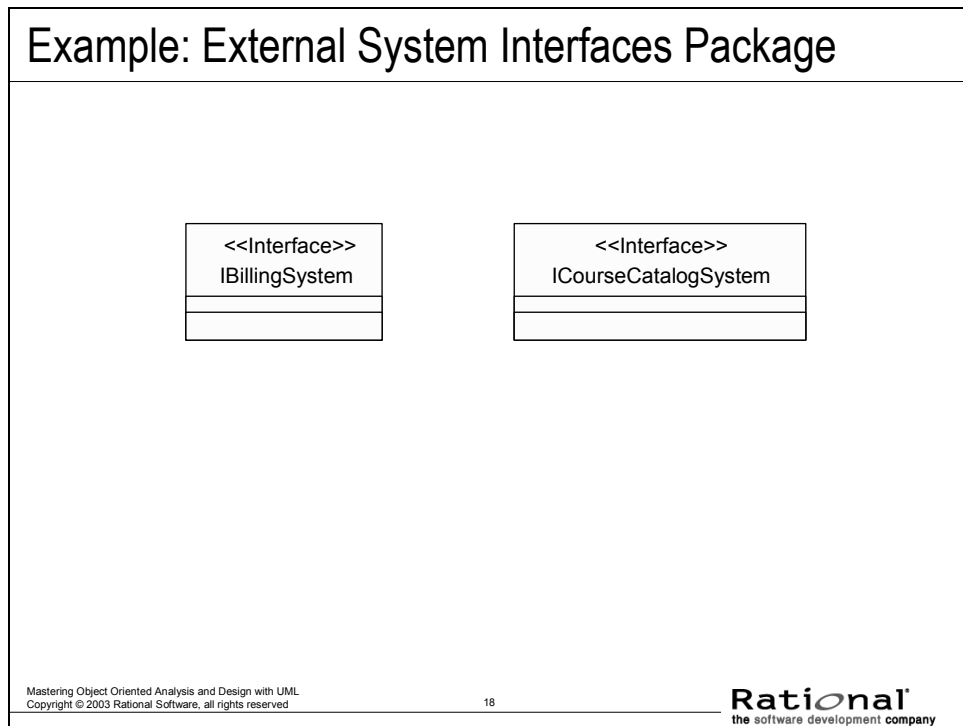 Example: External System Interfaces Package
<<Interface>>
IBillingSystem
<<Interface>>
ICourseCatalogSystem
Mastering Object Oriented Analysis and Design with UML
Copyright © 2003 Rational Software, all rights reserved
18
Rational®
the software development company